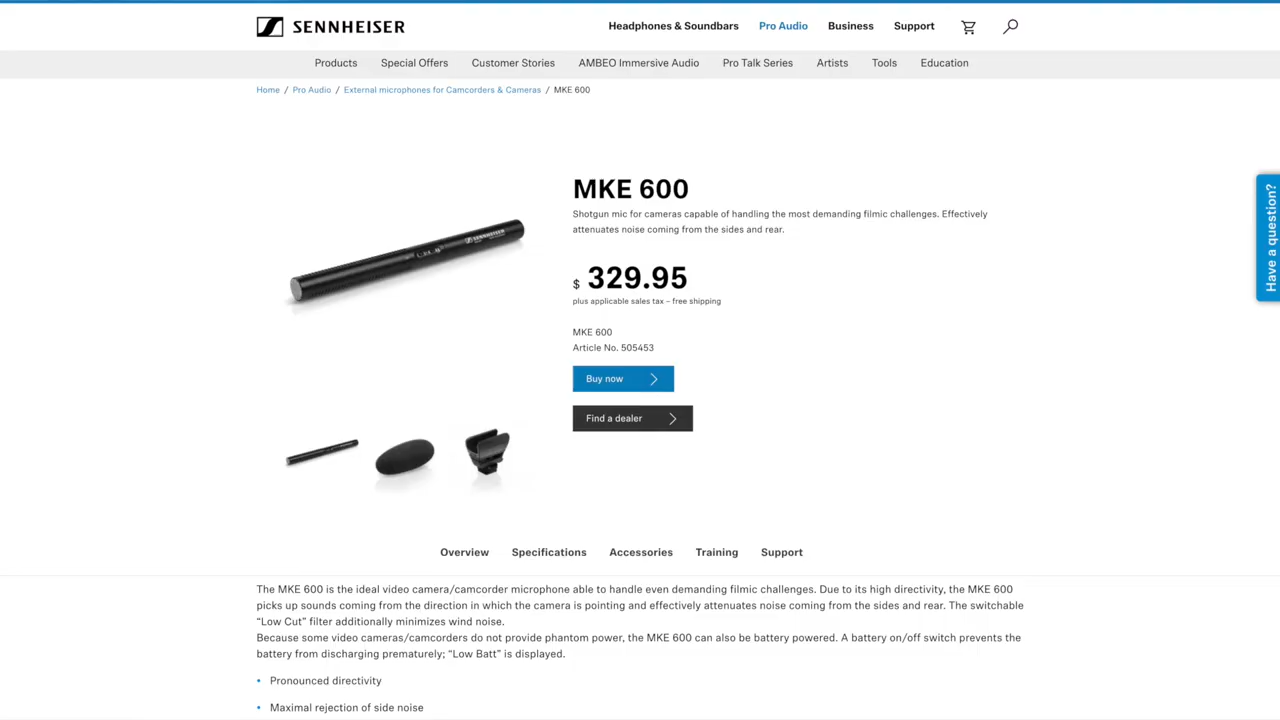 SENNHEISER
Headphones & Soundbars Pro Audio Business Support
Products Special Offers Customer Stories AMBEO Immersive Audio Pro Talk Series Artists Tools Education
Home / Pro Audio / External microphones for Camcorders & Cameras / MKE 600
MKE 600
Shotgun mic for cameras capable of handling the most demanding filmic challenges. Effectively
attenuates noise coming from the sides and rear.
$ 329.95
plus applicable sales tax – free shipping
MKE 600
Article No. 505453
Buy now
Find a dealer
Have a question?
SENNHEISER
Overview Specifications Accessories Training Support
The MKE 600 is the ideal video camera/camcorder microphone able to handle even demanding filmic challenges. Due to its high directivity, the MKE 600
picks up sounds coming from the direction in which the camera is pointing and effectively attenuates noise coming from the sides and rear. The switchable
“Low Cut” filter additionally minimizes wind noise.
Because some video cameras/camcorders do not provide phantom power, the MKE 600 can also be battery powered. A battery on/off switch prevents the
battery from discharging prematurely; “Low Batt” is displayed.
• Pronounced directivity
• Maximal rejection of side noise